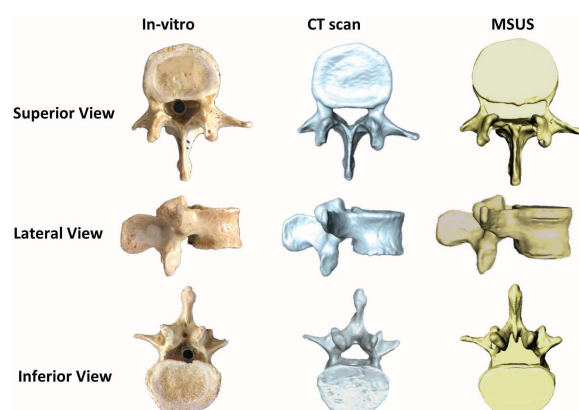 In-vitro CT scan MSUS
Superior View
Lateral View
Inferior View